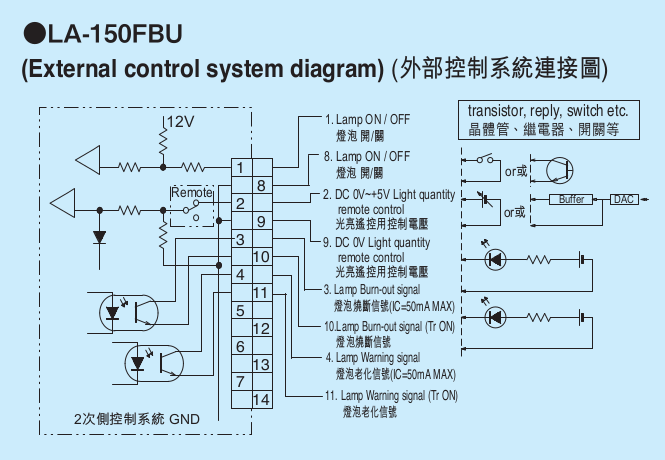 ●LA-150FBU
(External control system diagram) (外部控制系統連接圖)
12V
Remote
1
8
2
9
3
10
4
11
5
12
6
13
7
14
2次側控制系統 GND
1. Lamp ON / OFF
燈泡 開/關
8. Lamp ON / OFF
燈泡 開/關
2. DC 0V~+5V Light quantity
remote control
光亮遙控用控制電壓
9. DC 0V Light quantity
remote control
光亮遙控用控制電壓
3. Lamp Burn-out signal
燈泡燒斷信號(IC=50mA MAX)
10.Lamp Burn-out signal (Tr ON)
燈泡燒斷信號
4. Lamp Warning signal
燈泡老化信號(IC=50mA MAX)
11. Lamp Warning signal (Tr ON)
燈泡老化信號
transistor, reply, switch etc.
晶體管、繼電器、開關等
or或
or或
Buffer
DAC